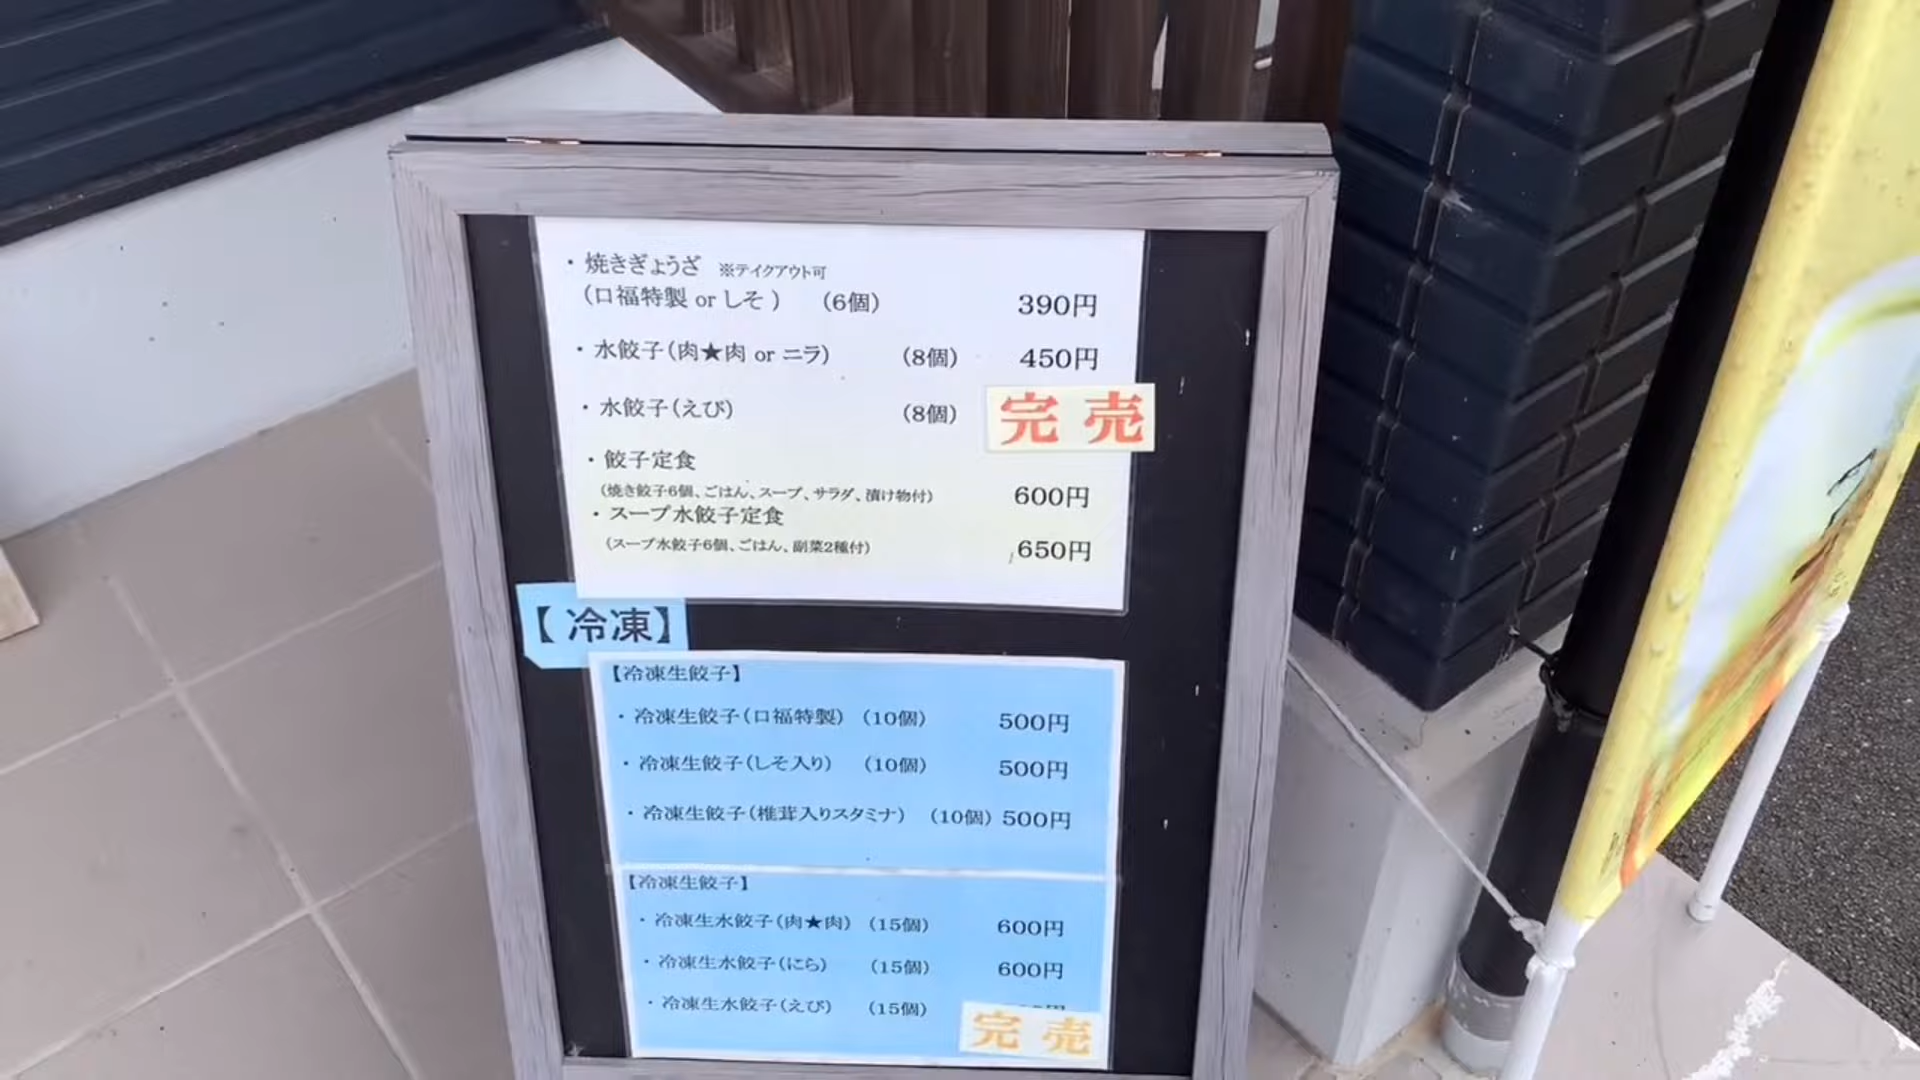 ・焼きぎょうざ ※テイクアウト可
(口福特製 or しそ) (6個) 390円
・水餃子(肉★肉 or ニラ) (8個) 450円
・水餃子(えび) (8個) 完売
・餃子定食
(焼き餃子6個、ごはん、スープ、サラダ、漬け物付) 600円
・スープ水餃子定食
(スープ水餃子6個、ごはん、副菜2種付) 650円
【冷凍】
【冷凍生餃子】
・冷凍生餃子(口福特製) (10個) 500円
・冷凍生餃子(しそ入り) (10個) 500円
・冷凍生餃子(椎茸入りスタミナ) (10個) 500円
【冷凍生餃子】
・冷凍生水餃子(肉★肉) (15個) 600円
・冷凍生水餃子(にら) (15個) 600円
・冷凍生水餃子(えび) (15個) 完売